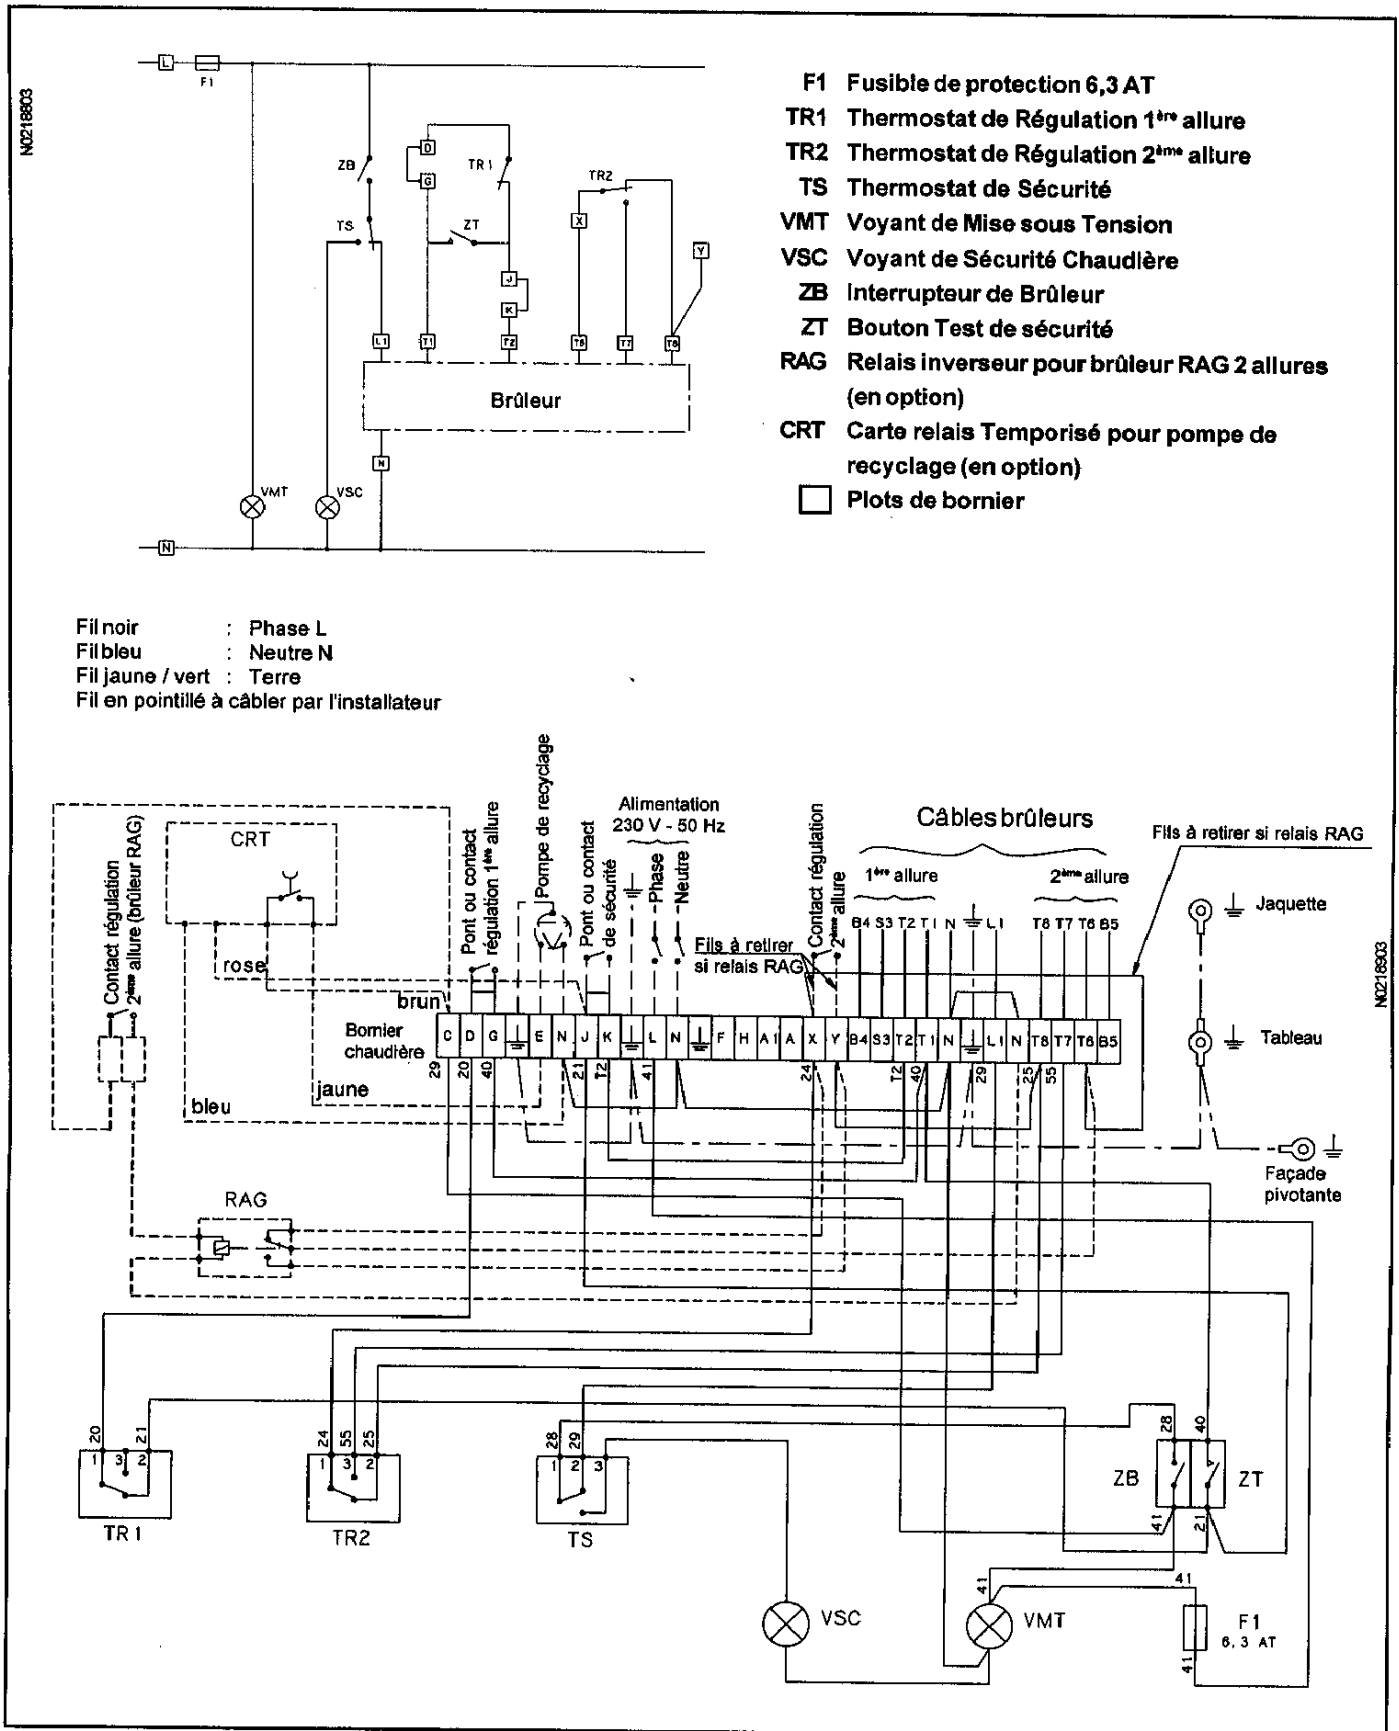 N0218803
L
F1
ZB
TS
D
G
TR1
ZT
J
K
TR2
X
Y
L1
T1
T2
T6
T7
T8
Brûleur
N
VMT
VSC
N
F1 Fusible de protection 6,3 AT
TR1 Thermostat de Régulation 1ère allure
TR2 Thermostat de Régulation 2ème allure
TS Thermostat de Sécurité
VMT Voyant de Mise sous Tension
VSC Voyant de Sécurité Chaudière
ZB Interrupteur de Brûleur
ZT Bouton Test de sécurité
RAG Relais inverseur pour brûleur RAG 2 allures
(en option)
CRT Carte relais Temporisé pour pompe de
recyclage (en option)
Plots de bornier
Fil noir : Phase L
Fil bleu : Neutre N
Fil jaune / vert : Terre
Fil en pointillé à câbler par l'installateur
Contact régulation
2ème allure (brûleur RAG)
CRT
rose
brun
bleu
jaune
Pont ou contact
régulation 1ère allure
Pompe de recyclage
Pont ou contact
de sécurité
Alimentation
230 V - 50 Hz
Phase
Neutre
Fils à retirer
si relais RAG
Contact régulation
2ème allure
Câbles brûleurs
1ère allure
2ème allure
B4 S3 T2 T1 N L1 T8 T7 T6 B5
Fils à retirer si relais RAG
Jaquette
Tableau
Façade
pivotante
N0218903
Bornier
chaudière
C D G E N J K L N F H A1 A X Y B4 S3 T2 T1 N L1 N T8 T7 T6 B5
29 20 40 21 T2 41 24 T2 40 29 25 55
RAG
20 21
1 3 2
TR1
24 55 25
1 3 2
TR2
28 29
1 2 3
TS
28 40
ZB
ZT
41 21
VSC
41
VMT
41
F1
6,3 AT
41